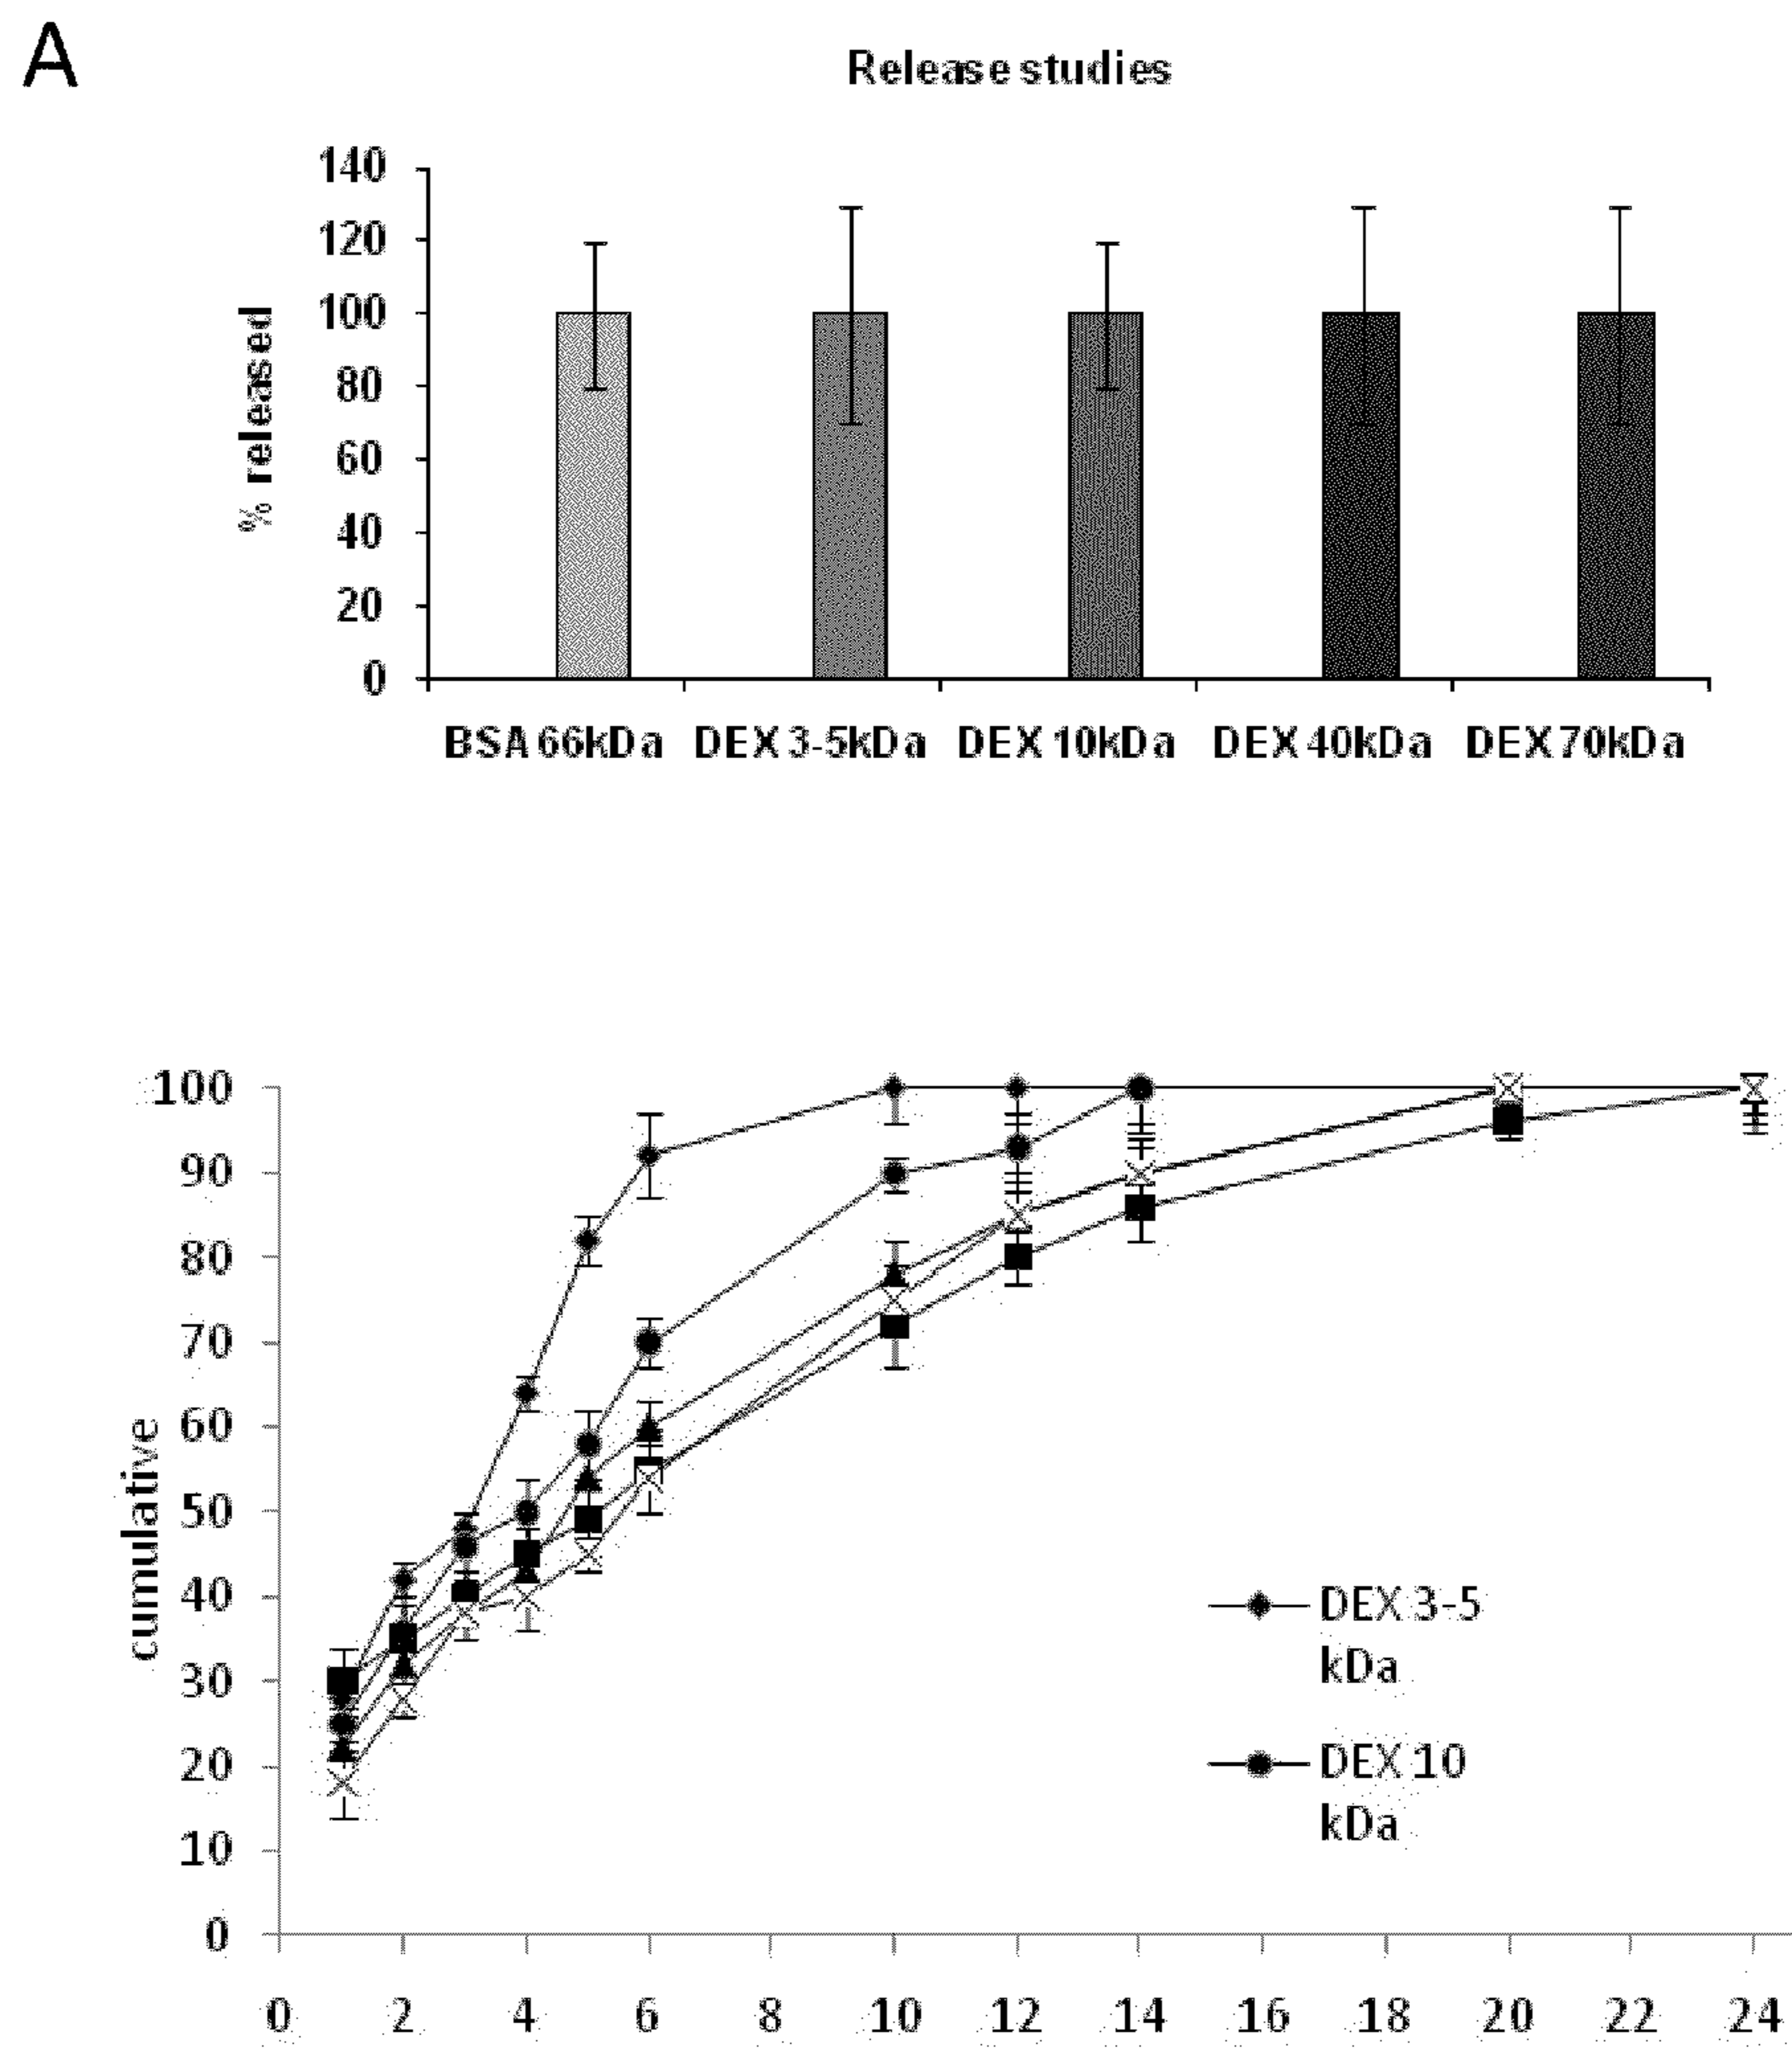 A
Release studies
140
120
100
80
60
40
20
0
% released
BSA 66kDa DEX 3-5kDa DEX 10kDa DEX 40kDa DEX 70kDa
100
90
80
70
60
50
40
30
20
10
0
cumulative
DEX 3-5
kDa
DEX 10
kDa
0 2 4 6 8 10 12 14 16 18 20 22 24